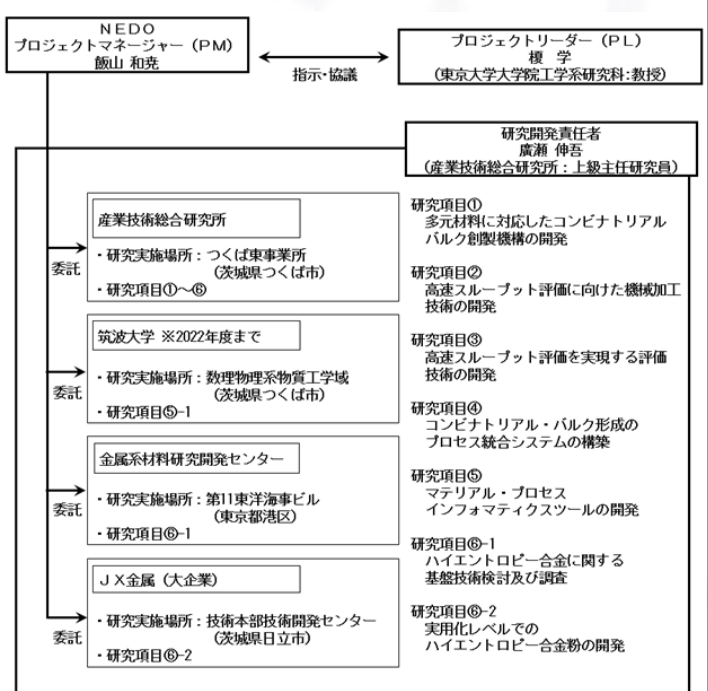 NEDO
プロジェクトマネージャー（PM）
飯山 和尭
指示・協議
プロジェクトリーダー（PL）
榎 学
（東京大学大学院工学系研究科：教授）
研究開発責任者
廣瀬 伸吾
（産業技術総合研究所：上級主任研究員）
委託
産業技術総合研究所
・研究実施場所：つくば東事業所
（茨城県つくば市）
・研究項目①～⑥
委託
筑波大学 ※2022年度まで
・研究実施場所：数理物理系物質工学域
（茨城県つくば市）
・研究項目⑤-1
委託
金属系材料研究開発センター
・研究実施場所：第11東洋海事ビル
（東京都港区）
・研究項目⑥-1
委託
ＪＸ金属（大企業）
・研究実施場所：技術本部技術開発センター
（茨城県日立市）
・研究項目⑥-2
研究項目①
多元材料に対応したコンビナトリアル
バルク創製機構の開発
研究項目②
高速スループット評価に向けた機械加工
技術の開発
研究項目③
高速スループット評価を実現する評価
技術の開発
研究項目④
コンビナトリアル・バルク形成の
プロセス統合システムの構築
研究項目⑤
マテリアル・プロセス
インフォマティクスツールの開発
研究項目⑥-1
ハイエントロピー合金に関する
基盤技術検討及び調査
研究項目⑥-2
実用化レベルでの
ハイエントロピー合金粉の開発